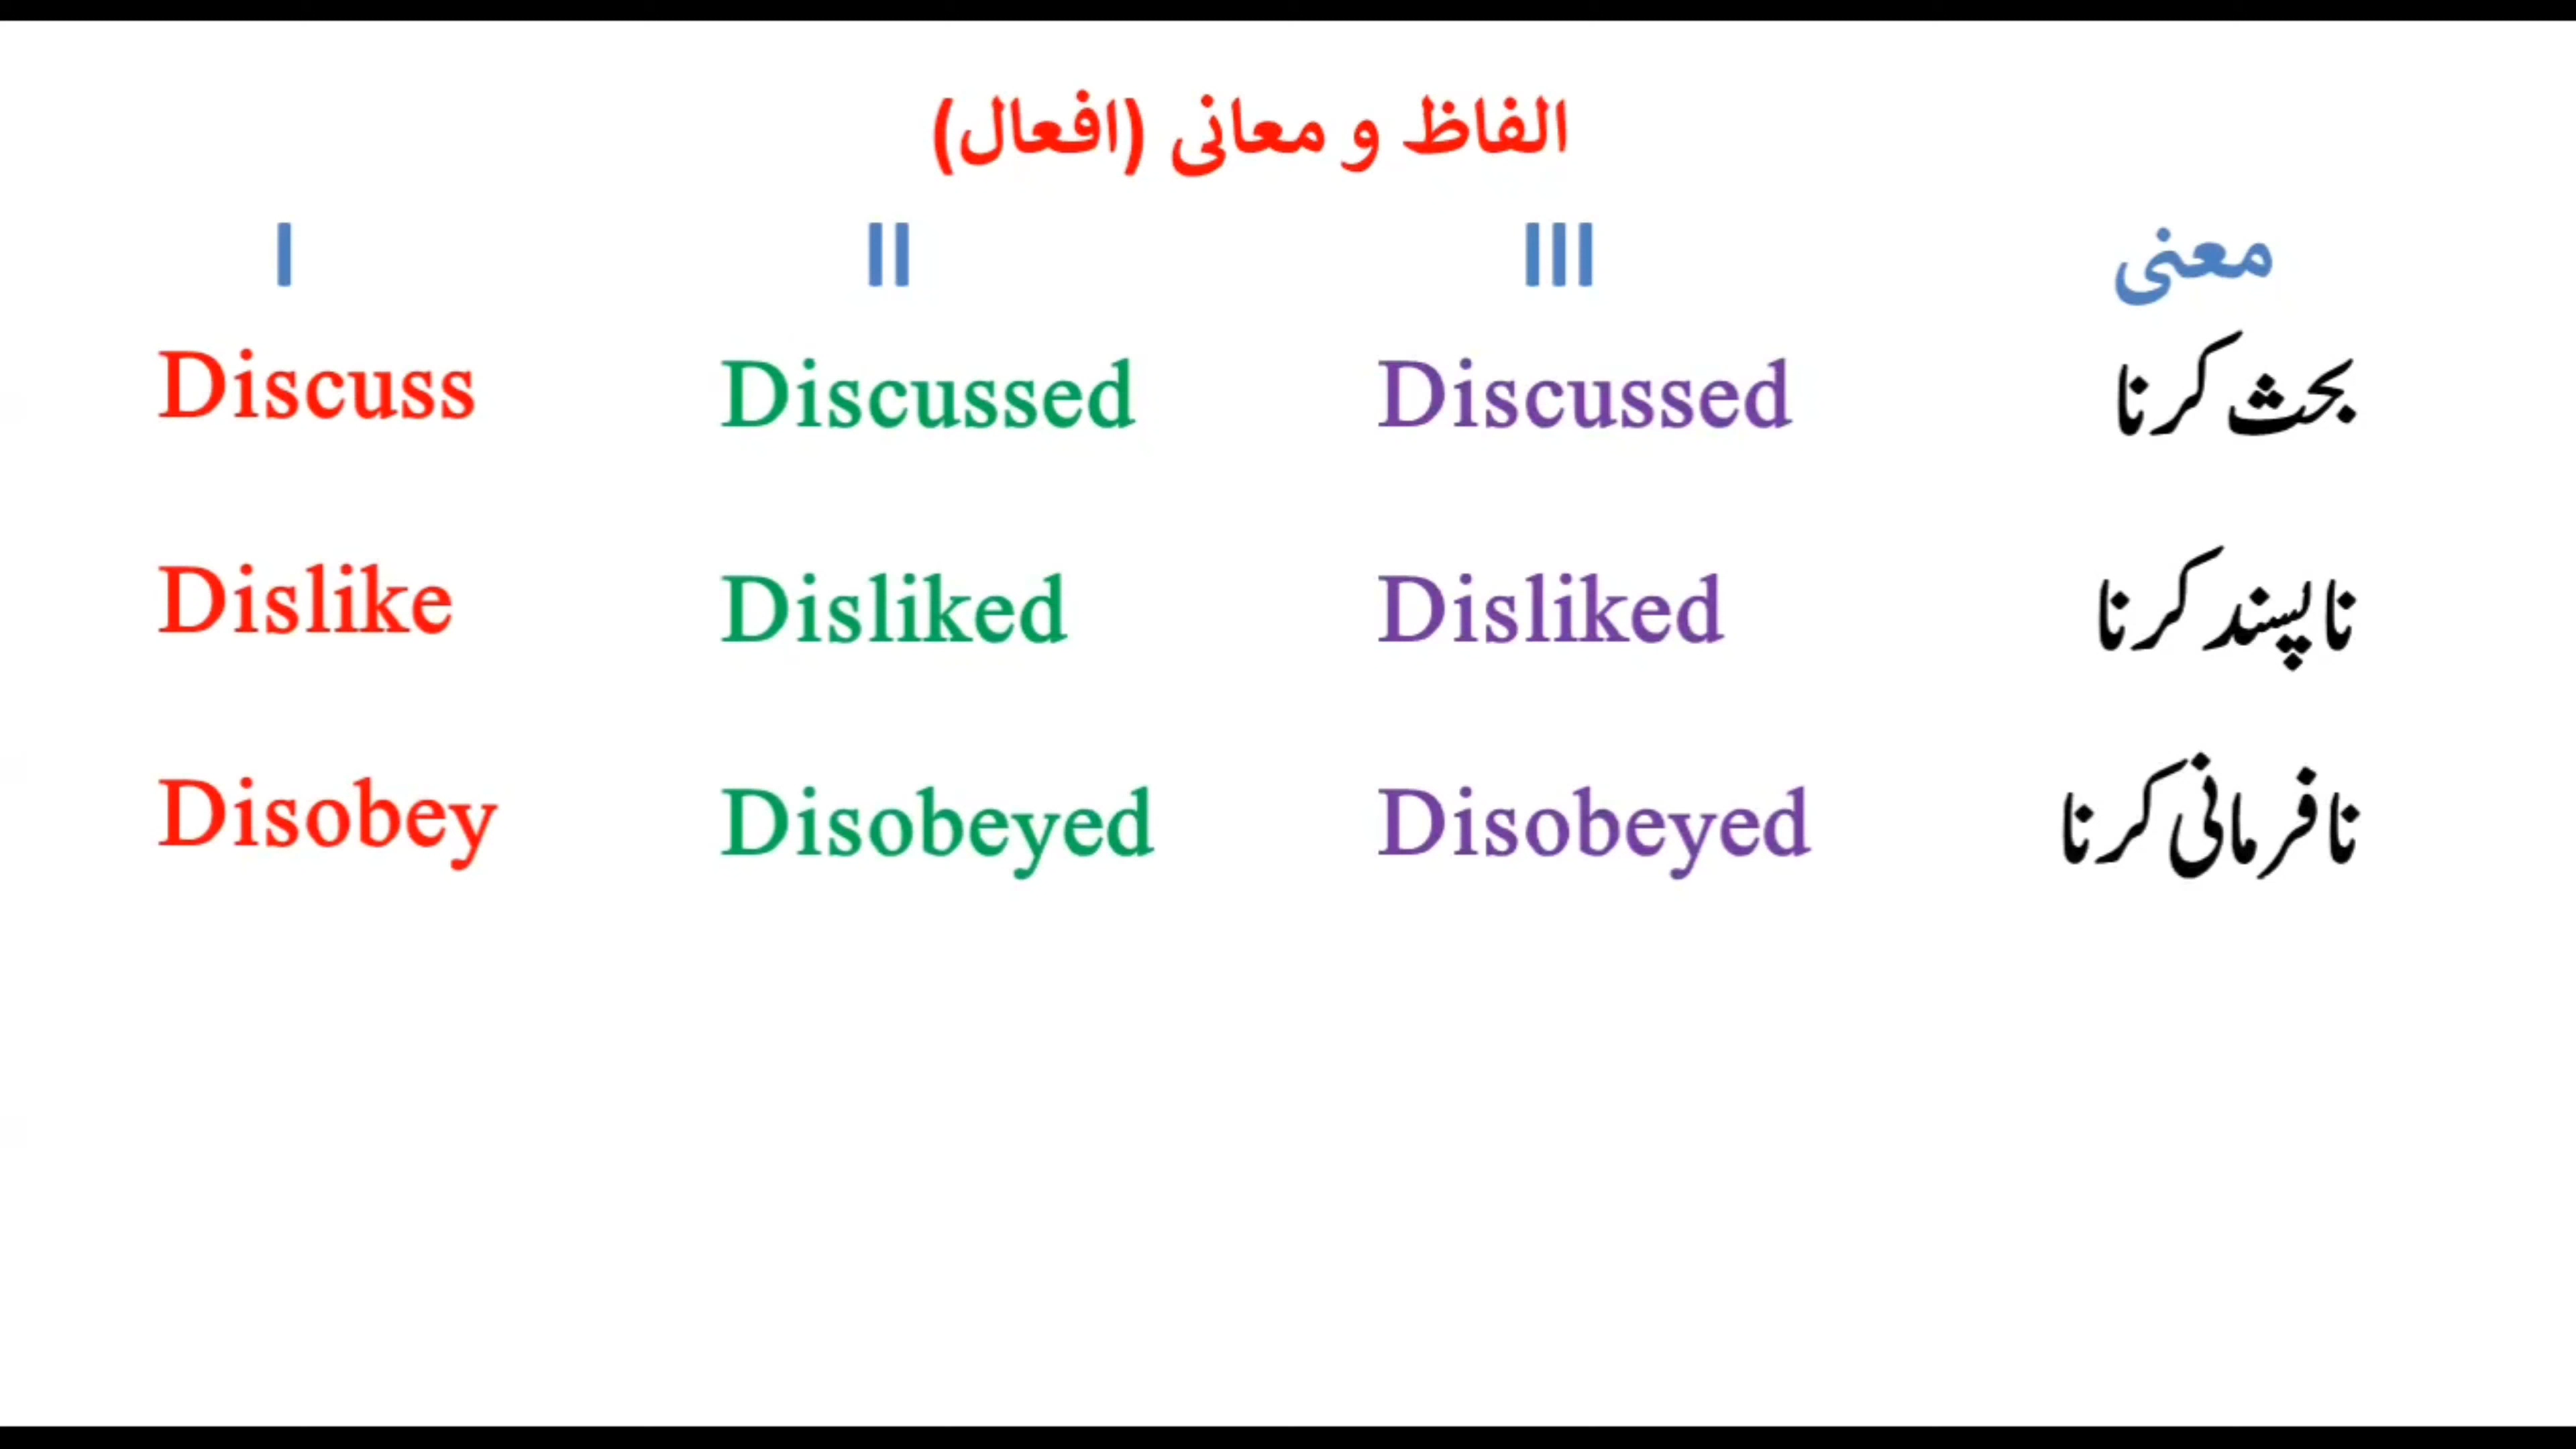 الفاظ و معانی (افعال)
I II III معنی
Discuss Discussed Discussed بحث کرنا
Dislike Disliked Disliked ناپسند کرنا
Disobey Disobeyed Disobeyed نافرمانی کرنا